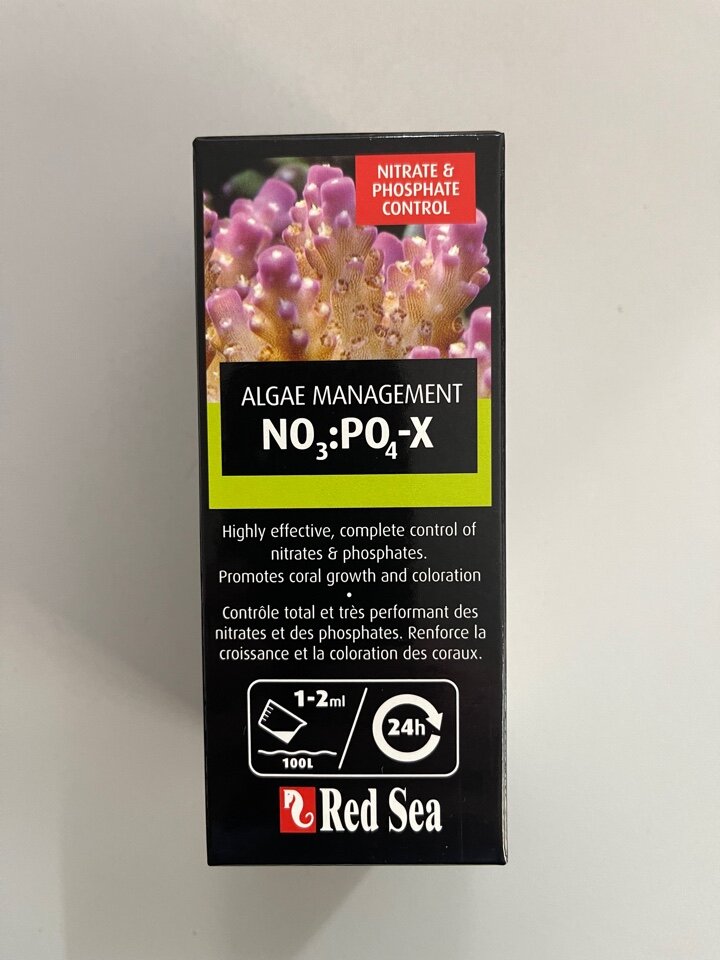 NITRATE &
PHOSPHATE
CONTROL
ALGAE MANAGEMENT
NO₃:PO₄-X
Highly effective, complete control of
nitrates & phosphates.
Promotes coral growth and coloration
•
Contrôle total et très performant des
nitrates et des phosphates. Renforce la
croissance et la coloration des coraux.
1-2ml
100L
24h
Red Sea